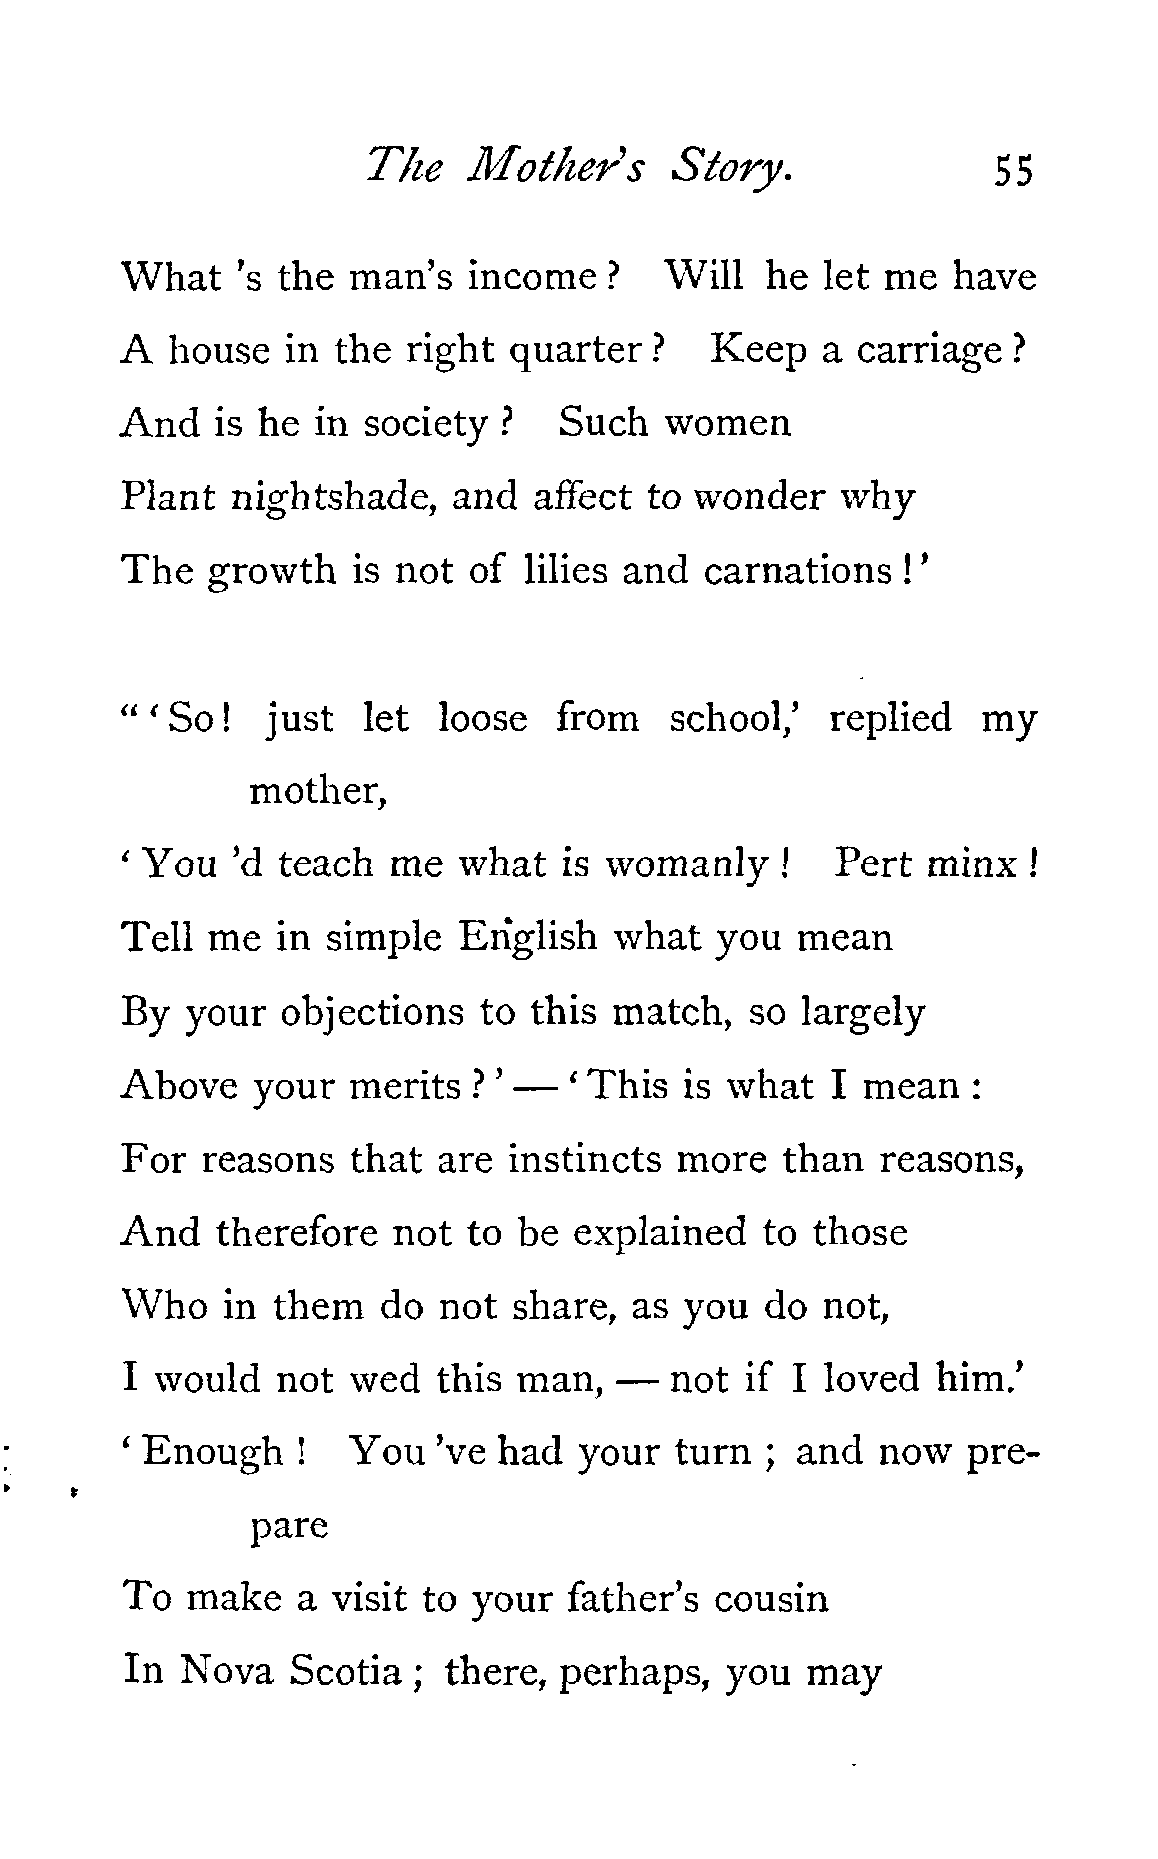 The Mother's Story. 55
What 's the man's income? Will he let me have
A house in the right quarter? Keep a carriage?
And is he in society? Such women
Plant nightshade, and affect to wonder why
The growth is not of lilies and carnations!'
"'So! just let loose from school,' replied my
mother,
'You 'd teach me what is womanly! Pert minx!
Tell me in simple English what you mean
By your objections to this match, so largely
Above your merits?' — 'This is what I mean:
For reasons that are instincts more than reasons,
And therefore not to be explained to those
Who in them do not share, as you do not,
I would not wed this man, — not if I loved him.'
'Enough! You 've had your turn; and now pre-
pare
To make a visit to your father's cousin
In Nova Scotia; there, perhaps, you may